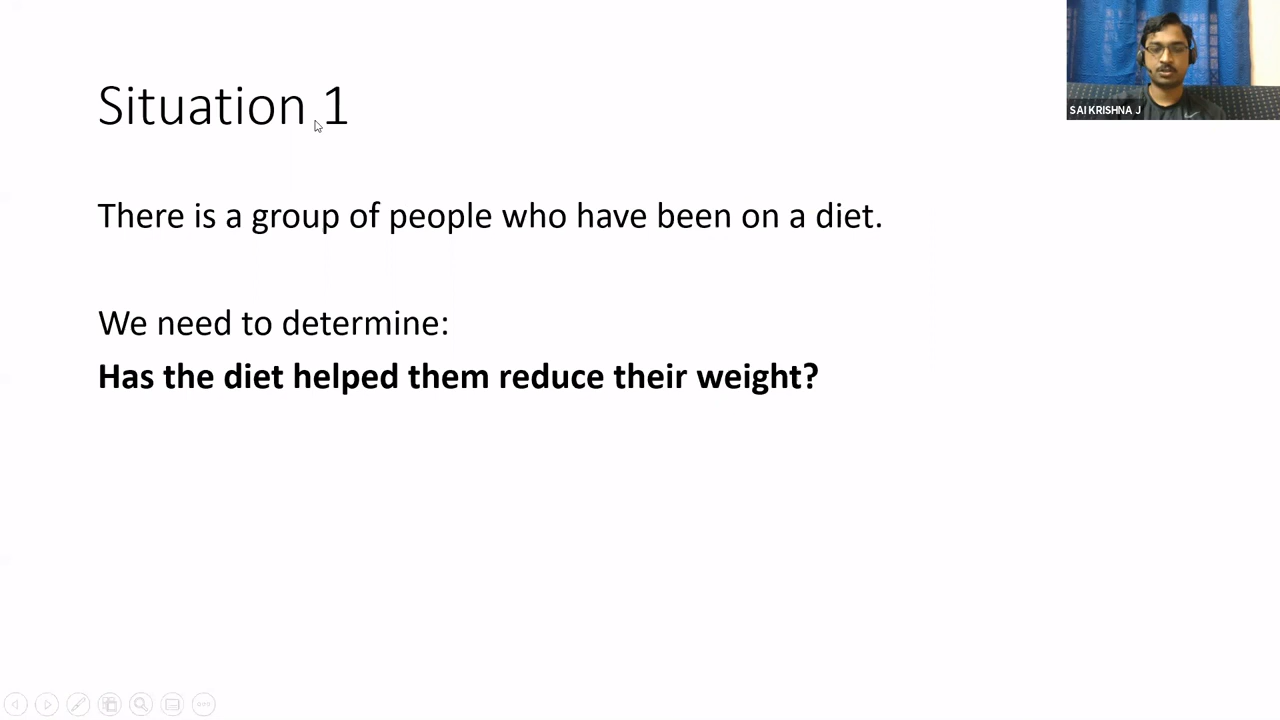 Situation 1
SAI KRISHNA J
There is a group of people who have been on a diet.
We need to determine:
Has the diet helped them reduce their weight?